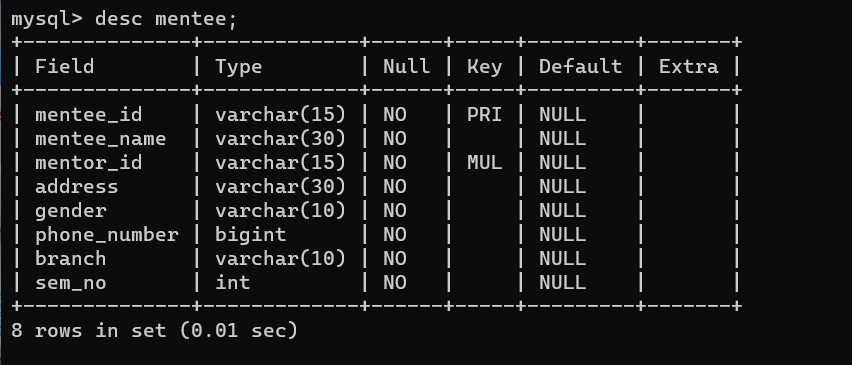 mysql> desc mentee;
+--------------+-------------+------+-----+---------+-------+
| Field        | Type        | Null | Key | Default | Extra |
+--------------+-------------+------+-----+---------+-------+
| mentee_id    | varchar(15) | NO   | PRI | NULL    |       |
| mentee_name  | varchar(30) | NO   |     | NULL    |       |
| mentor_id    | varchar(15) | NO   | MUL | NULL    |       |
| address      | varchar(30) | NO   |     | NULL    |       |
| gender       | varchar(10) | NO   |     | NULL    |       |
| phone_number | bigint      | NO   |     | NULL    |       |
| branch       | varchar(10) | NO   |     | NULL    |       |
| sem_no       | int         | NO   |     | NULL    |       |
+--------------+-------------+------+-----+---------+-------+
8 rows in set (0.01 sec)